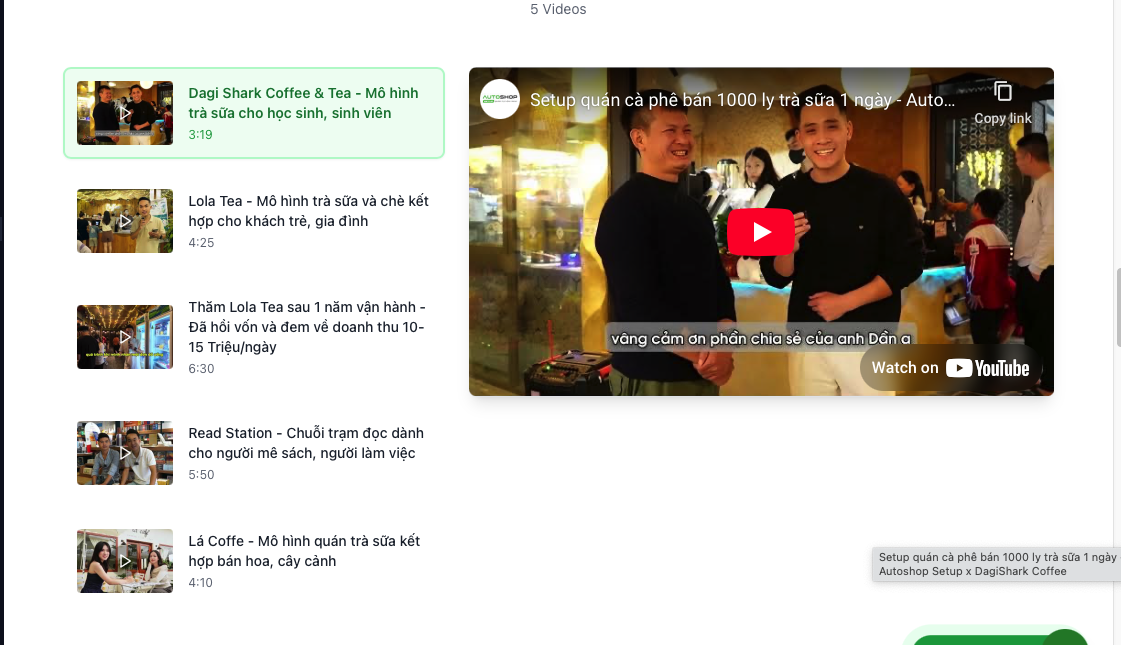 5 Videos
Dagi Shark Coffee & Tea - Mô hình
trà sữa cho học sinh, sinh viên
3:19
Lola Tea - Mô hình trà sữa và chè kết
hợp cho khách trẻ, gia đình
4:25
Thăm Lola Tea sau 1 năm vận hành -
Đã hồi vốn và đem về doanh thu 10-
15 Triệu/ngày
6:30
Read Station - Chuỗi trạm đọc dành
cho người mê sách, người làm việc
5:50
Lá Coffe - Mô hình quán trà sữa kết
hợp bán hoa, cây cảnh
4:10
AUTOSHOP
Setup quán cà phê bán 1000 ly trà sữa 1 ngày - Auto...
Copy link
vâng cảm ơn phần chia sẻ của anh Dần ạ
Watch on YouTube
Setup quán cà phê bán 1000 ly trà sữa 1 ngày -
Autoshop Setup x DagiShark Coffee